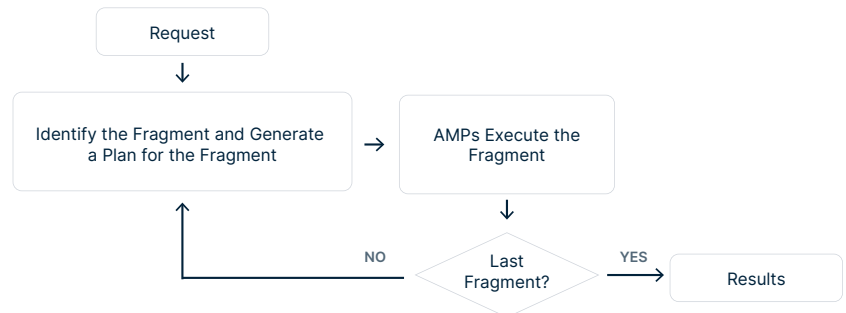 Request
Identify the Fragment and Generate
a Plan for the Fragment
AMPs Execute the
Fragment
Last
Fragment?
NO
YES
Results